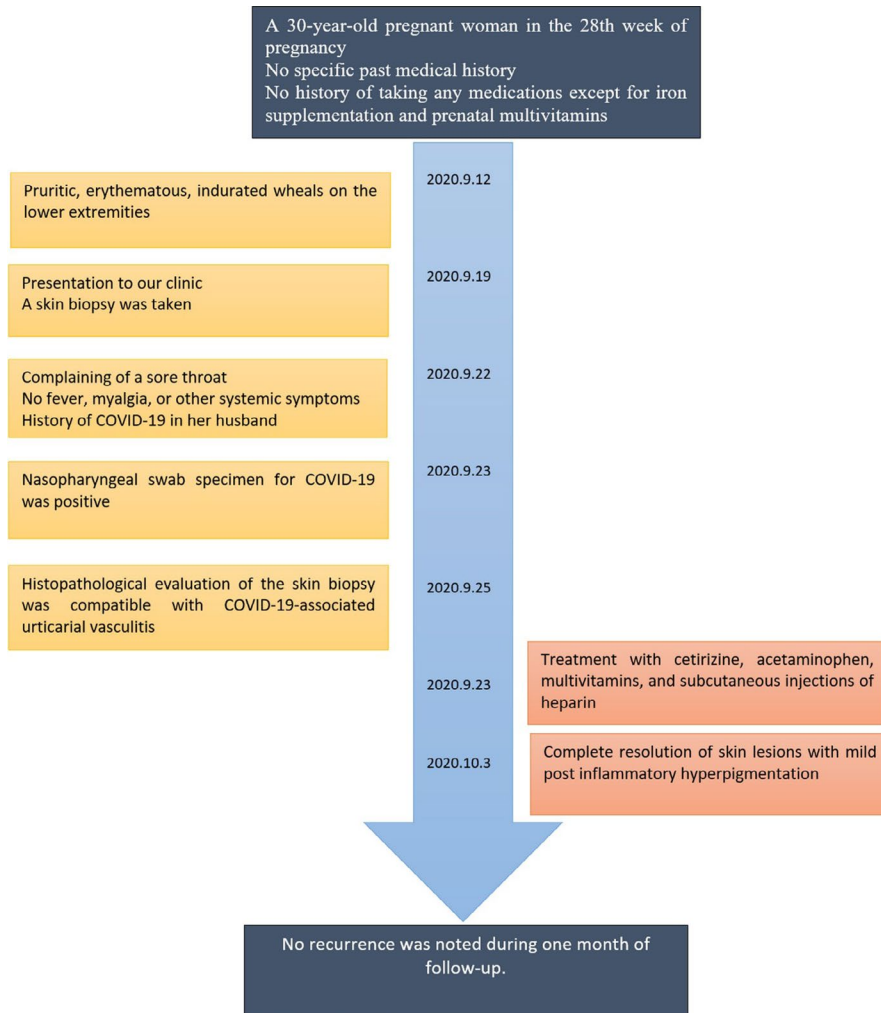 A 30-year-old pregnant woman in the 28th week of
pregnancy
No specific past medical history
No history of taking any medications except for iron
supplementation and prenatal multivitamins
2020.9.12
Pruritic, erythematous, indurated wheals on the
lower extremities
2020.9.19
Presentation to our clinic
A skin biopsy was taken
2020.9.22
Complaining of a sore throat
No fever, myalgia, or other systemic symptoms
History of COVID-19 in her husband
2020.9.23
Nasopharyngeal swab specimen for COVID-19
was positive
2020.9.25
Histopathological evaluation of the skin biopsy
was compatible with COVID-19-associated
urticarial vasculitis
2020.9.23
Treatment with cetirizine, acetaminophen,
multivitamins, and subcutaneous injections of
heparin
2020.10.3
Complete resolution of skin lesions with mild
post inflammatory hyperpigmentation
No recurrence was noted during one month of
follow-up.